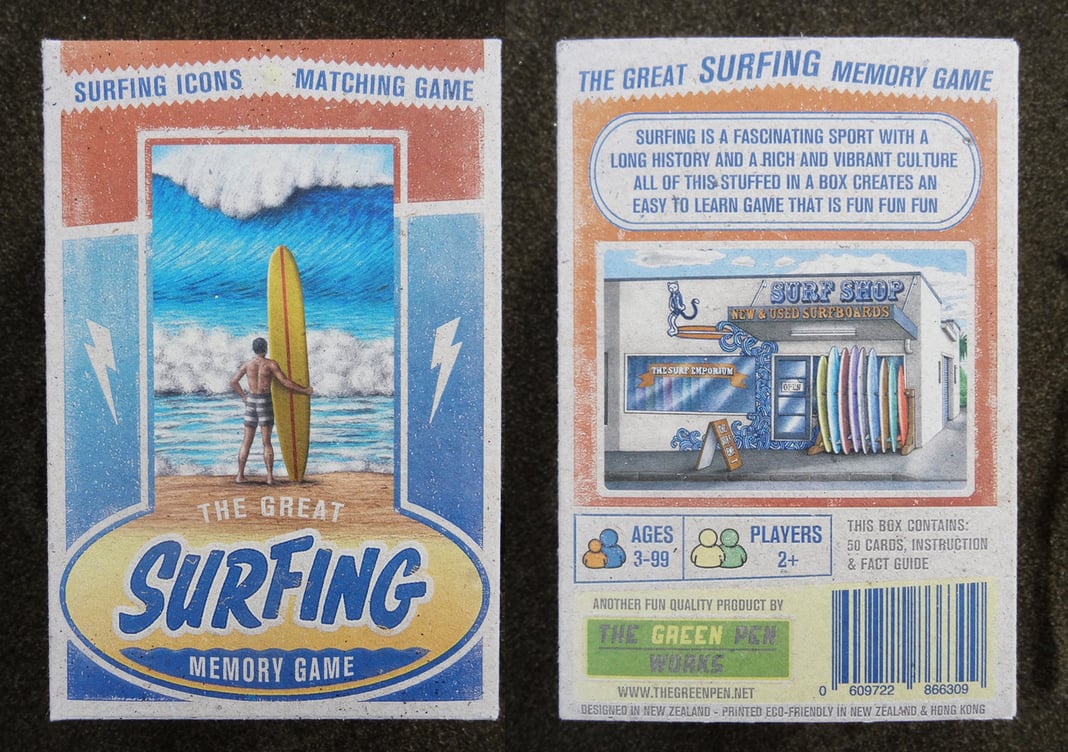 SURFING ICONS MATCHING GAME
THE GREAT
SURFING
MEMORY GAME
THE GREAT SURFING MEMORY GAME
SURFING IS A FASCINATING SPORT WITH A
LONG HISTORY AND A RICH AND VIBRANT CULTURE
ALL OF THIS STUFFED IN A BOX CREATES AN
EASY TO LEARN GAME THAT IS FUN FUN FUN
SURF SHOP
NEW & USED SURFBOARDS
THE SURF EMPORIUM
OPEN
AGES
3-99
PLAYERS
2+
THIS BOX CONTAINS:
50 CARDS, INSTRUCTION
& FACT GUIDE
ANOTHER FUN QUALITY PRODUCT BY
THE GREEN PEN
WORKS
WWW.THEGREENPEN.NET
0 609722 866309
DESIGNED IN NEW ZEALAND - PRINTED ECO-FRIENDLY IN NEW ZEALAND & HONG KONG